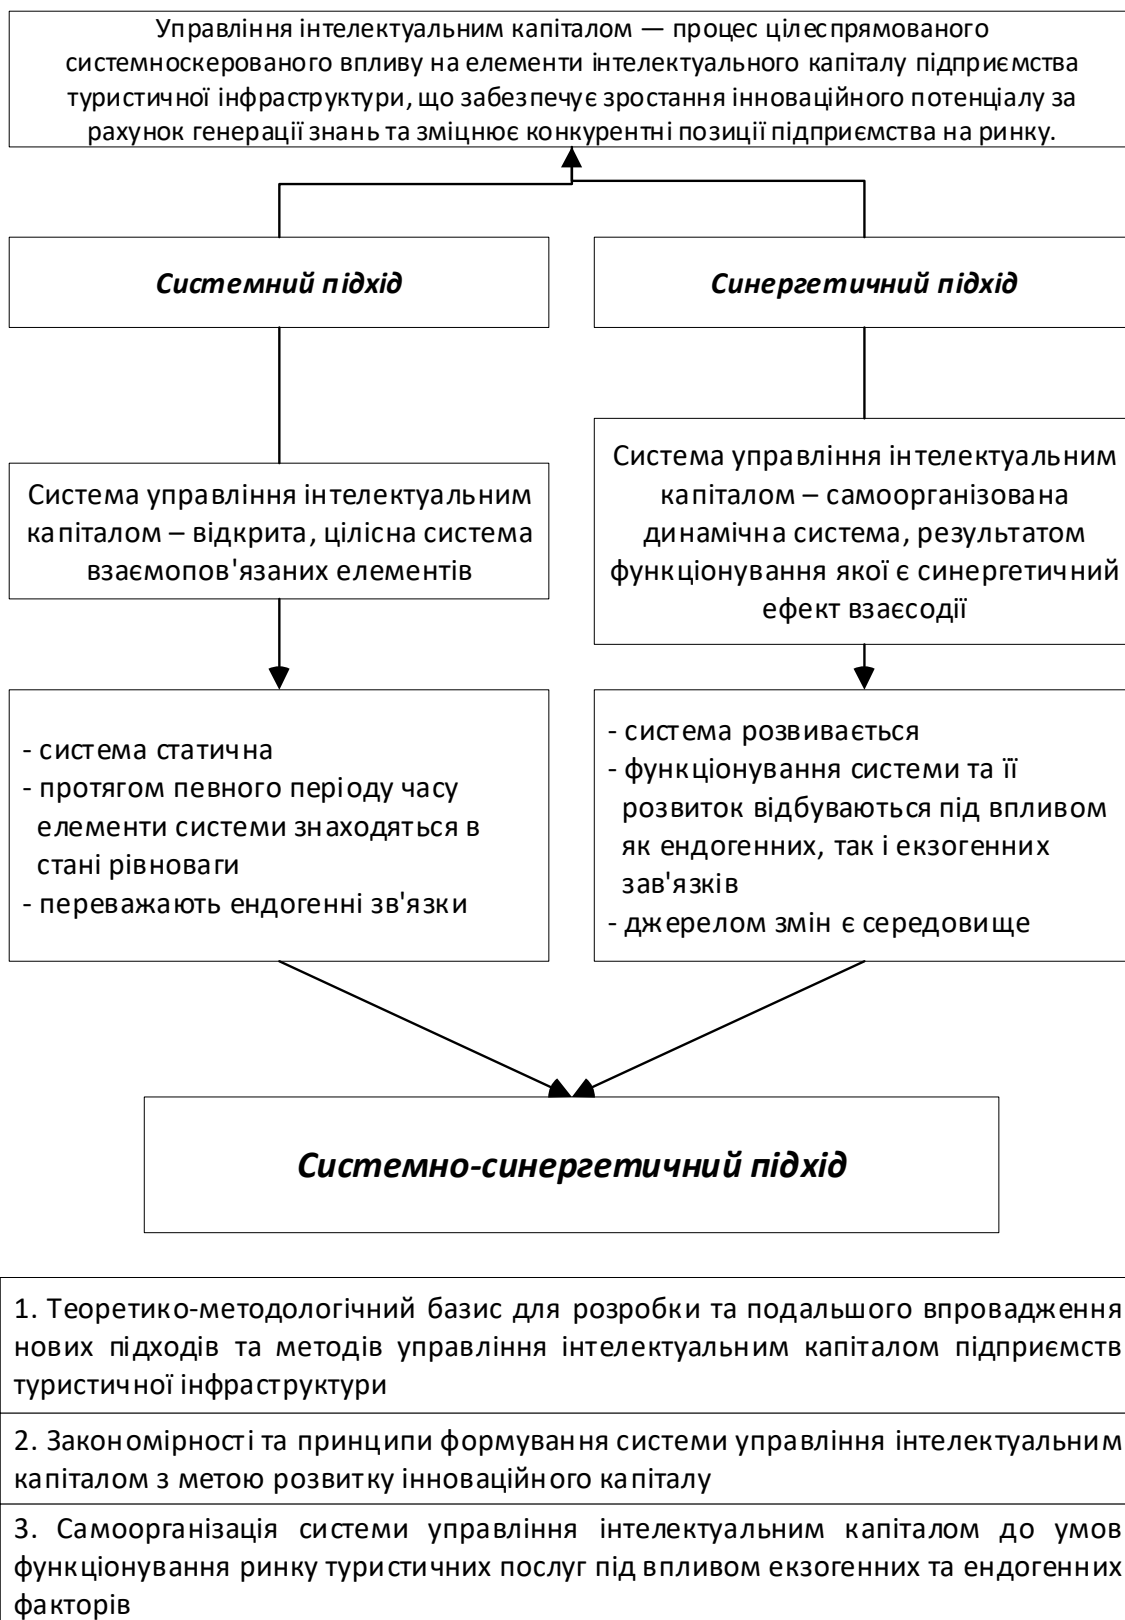 Управління інтелектуальним капіталом — процес цілеспрямованого
системноскерованого впливу на елементи інтелектуального капіталу підприємства
туристичної інфраструктури, що забезпечує зростання інноваційного потенціалу за
рахунок генерації знань та зміцнює конкурентні позиції підприємства на ринку.
Системний підхід
Синергетичний підхід
Система управління інтелектуальним
капіталом – відкрита, цілісна система
взаємопов'язаних елементів
Система управління інтелектуальним
капіталом – самоорганізована
динамічна система, результатом
функціонування якої є синергетичний
ефект взаєсодії
- система статична
- протягом певного періоду часу
елементи системи знаходяться в
стані рівноваги
- переважають ендогенні зв'язки
- система розвивається
- функціонування системи та її
розвиток відбуваються під впливом
як ендогенних, так і екзогенних
зав'язків
- джерелом змін є середовище
Системно-синергетичний підхід
1. Теоретико-методологічний базис для розробки та подальшого впровадження
нових підходів та методів управління інтелектуальним капіталом підприємств
туристичної інфраструктури
2. Закономірності та принципи формування системи управління інтелектуальним
капіталом з метою розвитку інноваційного капіталу
3. Самоорганізація системи управління інтелектуальним капіталом до умов
функціонування ринку туристичних послуг під впливом екзогенних та ендогенних
факторів